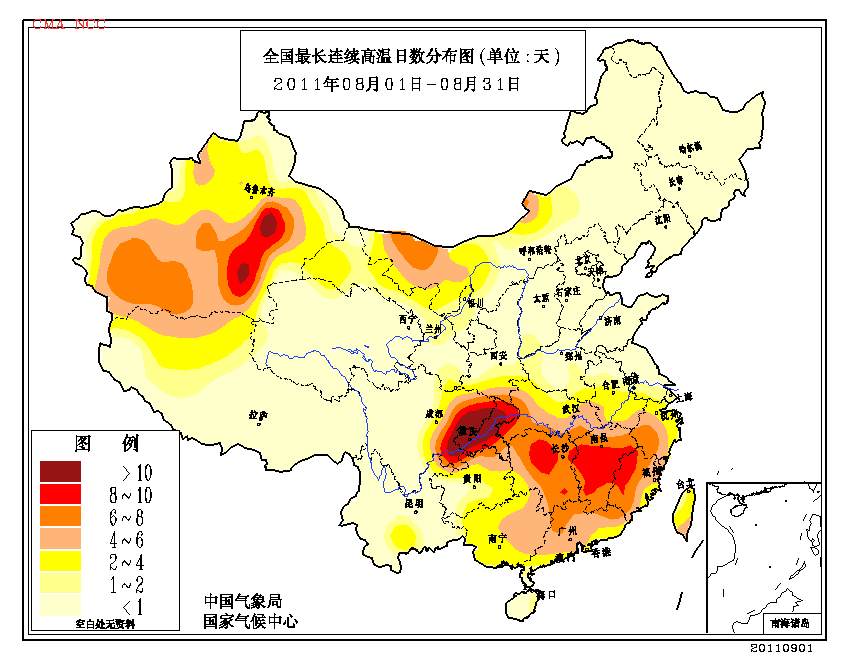 CMA NCC
全国最长连续高温日数分布图(单位:天)
2011年08月01日-08月31日
哈尔滨
长春
乌鲁木齐
沈阳
呼和浩特
北京
天津
银川
太原
石家庄
西宁
济南
兰州
西安
郑州
合肥
南京
上海
拉萨
成都
武汉
杭州
重庆
南昌
长沙
福州
贵阳
台北
昆明
南宁
广州
澳门
香港
海口
图 例
>10
8~10
6~8
4~6
2~4
1~2
<1
空白处无资料
中国气象局
国家气候中心
南海诸岛
20110901